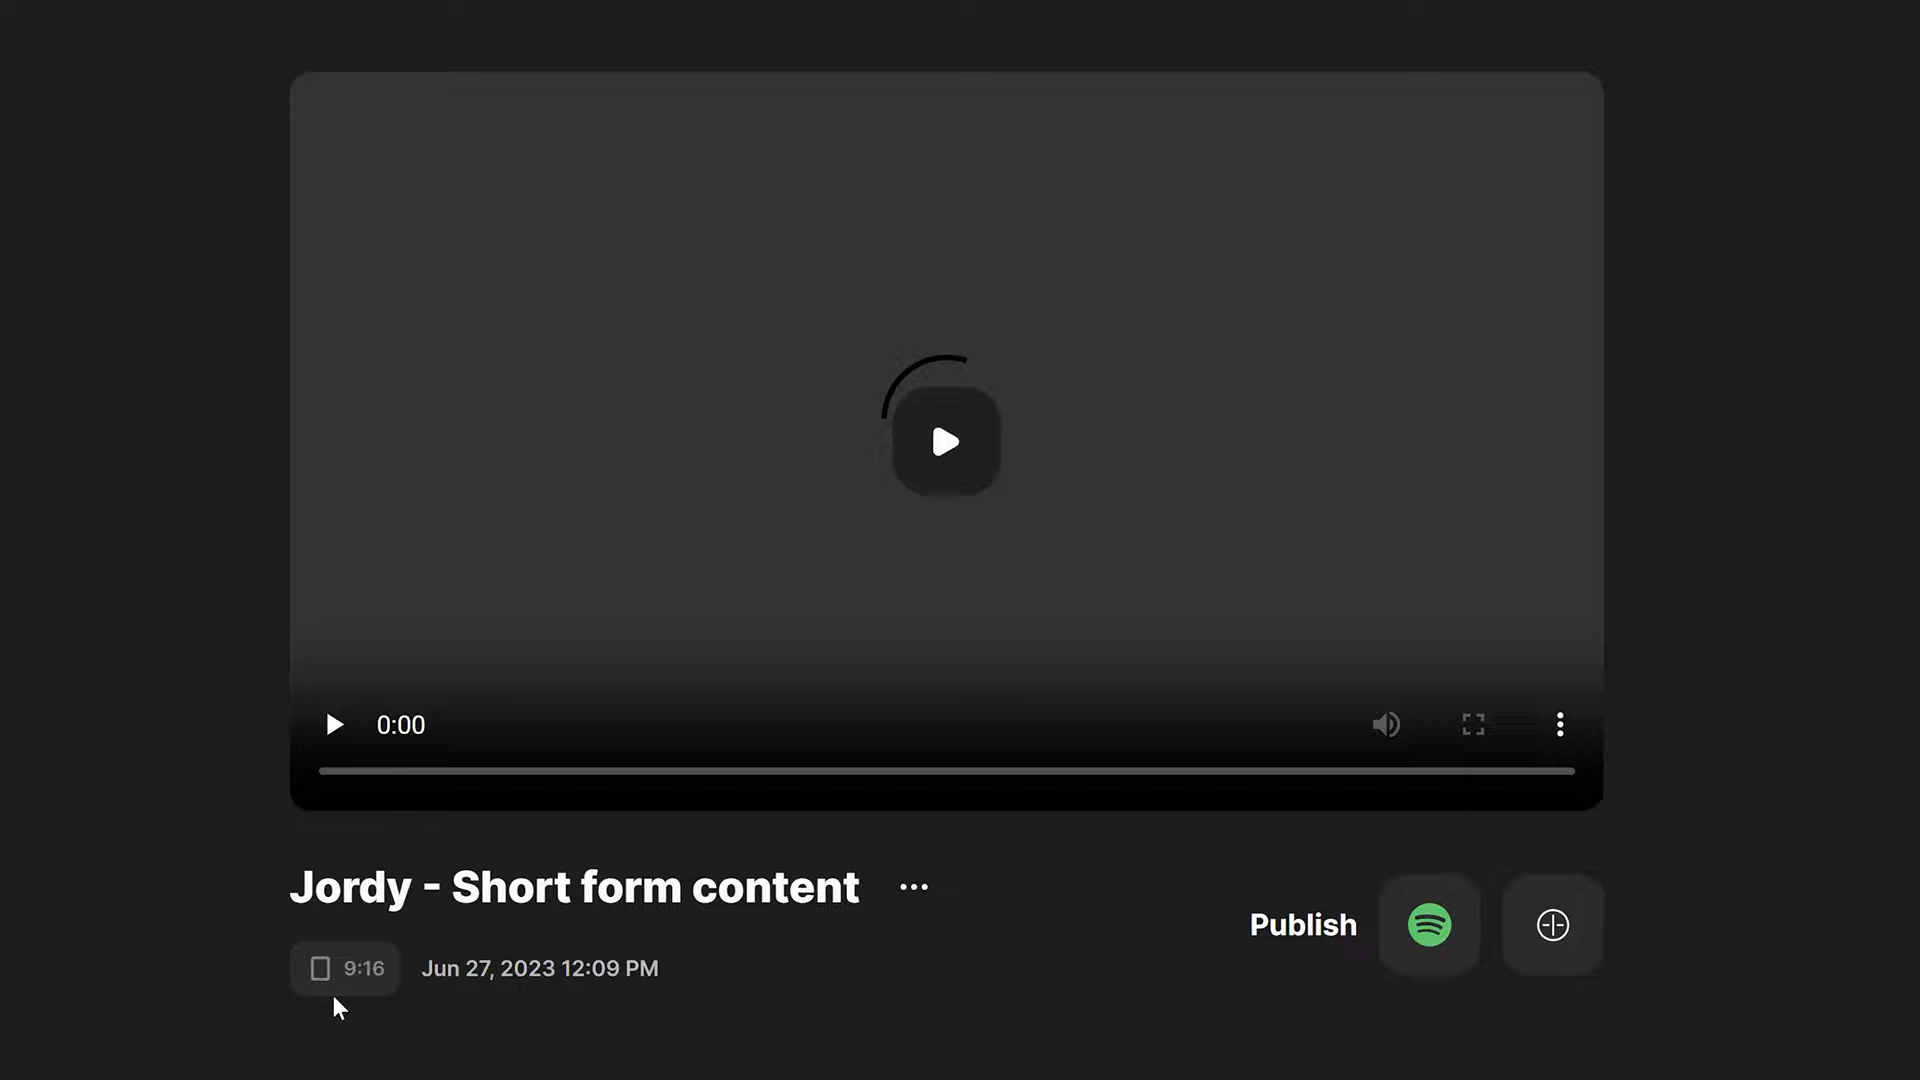 0:00
Jordy - Short form content
Publish
9:16
Jun 27, 2023 12:09 PM